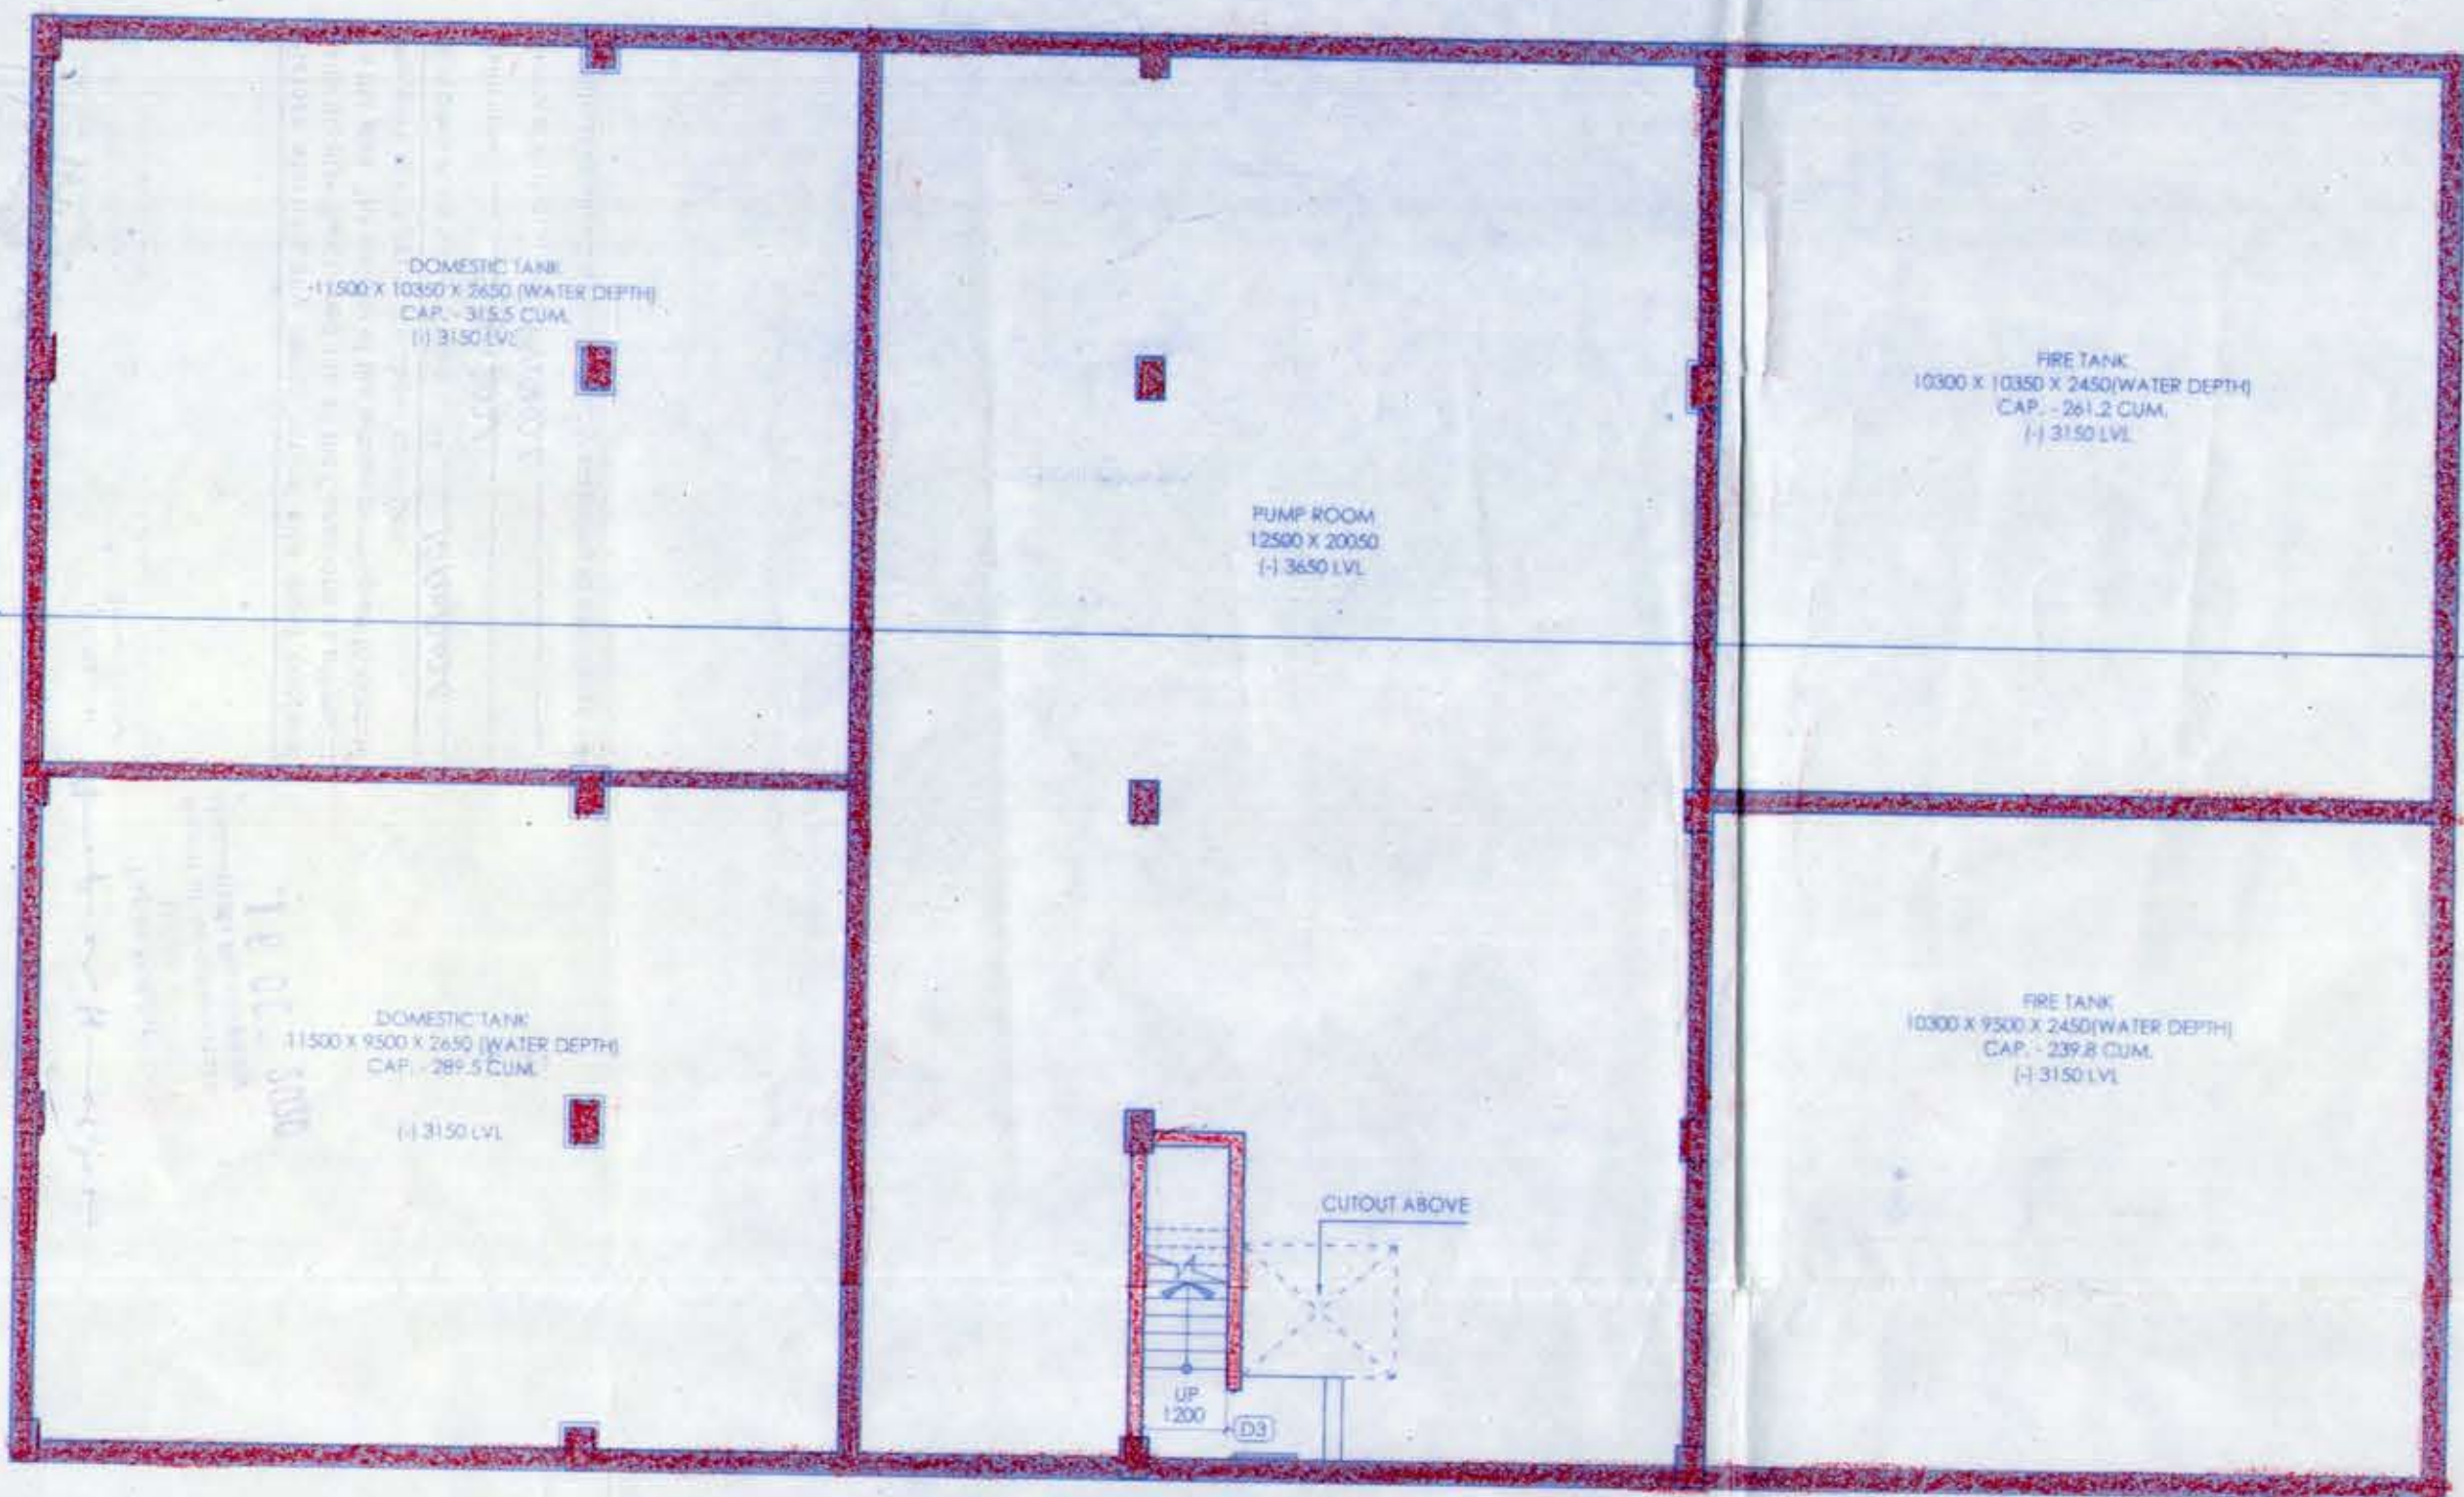 DOMESTIC TANK
11500 X 10350 X 2650 (WATER DEPTH)
CAP. - 315.5 CUM.
(-) 3150 LVL
PUMP ROOM
12500 X 20050
(-) 3650 LVL
FIRE TANK
10300 X 10350 X 2450(WATER DEPTH)
CAP. - 261.2 CUM.
(-) 3150 LVL
DOMESTIC TANK
11500 X 9500 X 2650 (WATER DEPTH)
CAP. - 289.5 CUM.
(-) 3150 LVL
FIRE TANK
10300 X 9500 X 2450(WATER DEPTH)
CAP. - 239.8 CUM.
(-) 3150 LVL
CUTOUT ABOVE
UP
1200
D3